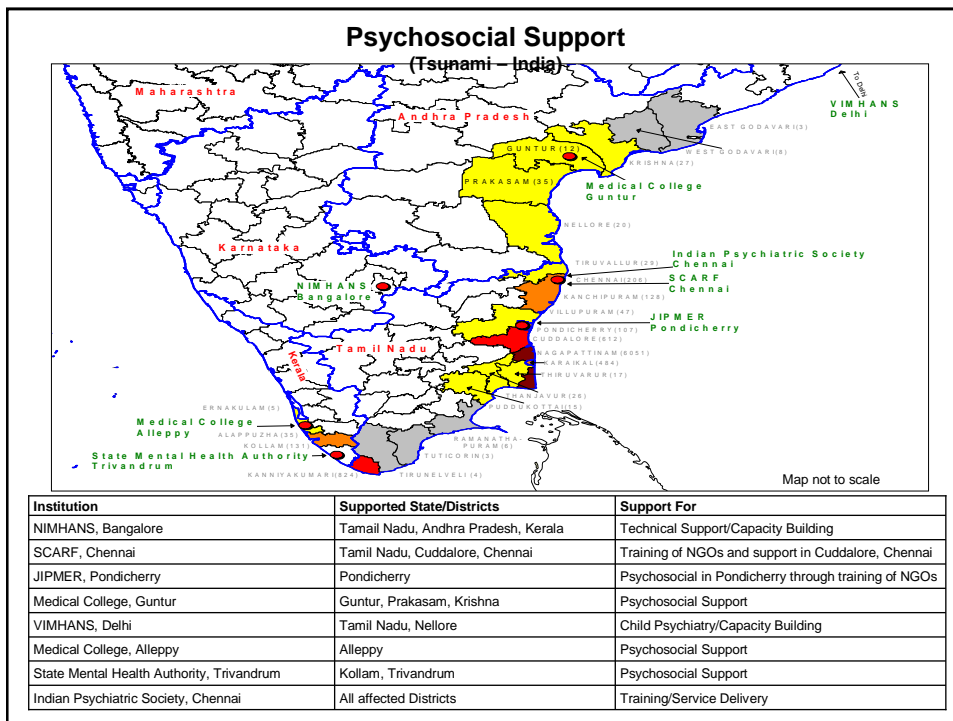 Psychosocial Support
(Tsunami – India)
Maharashtra
To Delhi
VIMHANS
Delhi
Andhra Pradesh
EAST GODAVARI(3)
WEST GODAVARI(8)
GUNTUR(12)
KRISHNA(27)
PRAKASAM(35)
Medical College
Guntur
NELLORE(20)
Karnataka
Indian Psychiatric Society
Chennai
TIRUVALLUR(29)
CHENNAI(206)
SCARF
Chennai
NIMHANS
Bangalore
KANCHIPURAM(128)
VILLUPURAM(47)
JIPMER
Pondicherry
PONDICHERRY(107)
CUDDALORE(612)
Tamil Nadu
Kerala
NAGAPATTINAM(6051)
KARAIKAL(484)
THIRUVARUR(17)
THANJAVUR(26)
PUDDUKOTTAI(15)
ERNAKULAM(5)
Medical College
Alleppy
ALAPPUZHA(35)
KOLLAM(131)
RAMANATHA-
PURAM(6)
State Mental Health Authority
Trivandrum
TUTICORIN(3)
KANNIYAKUMARI(824)
TIRUNELVELI(4)
Map not to scale
Institution Supported State/Districts Support For
NIMHANS, Bangalore Tamail Nadu, Andhra Pradesh, Kerala Technical Support/Capacity Building
SCARF, Chennai Tamil Nadu, Cuddalore, Chennai Training of NGOs and support in Cuddalore, Chennai
JIPMER, Pondicherry Pondicherry Psychosocial in Pondicherry through training of NGOs
Medical College, Guntur Guntur, Prakasam, Krishna Psychosocial Support
VIMHANS, Delhi Tamil Nadu, Nellore Child Psychiatry/Capacity Building
Medical College, Alleppy Alleppy Psychosocial Support
State Mental Health Authority, Trivandrum Kollam, Trivandrum Psychosocial Support
Indian Psychiatric Society, Chennai All affected Districts Training/Service Delivery